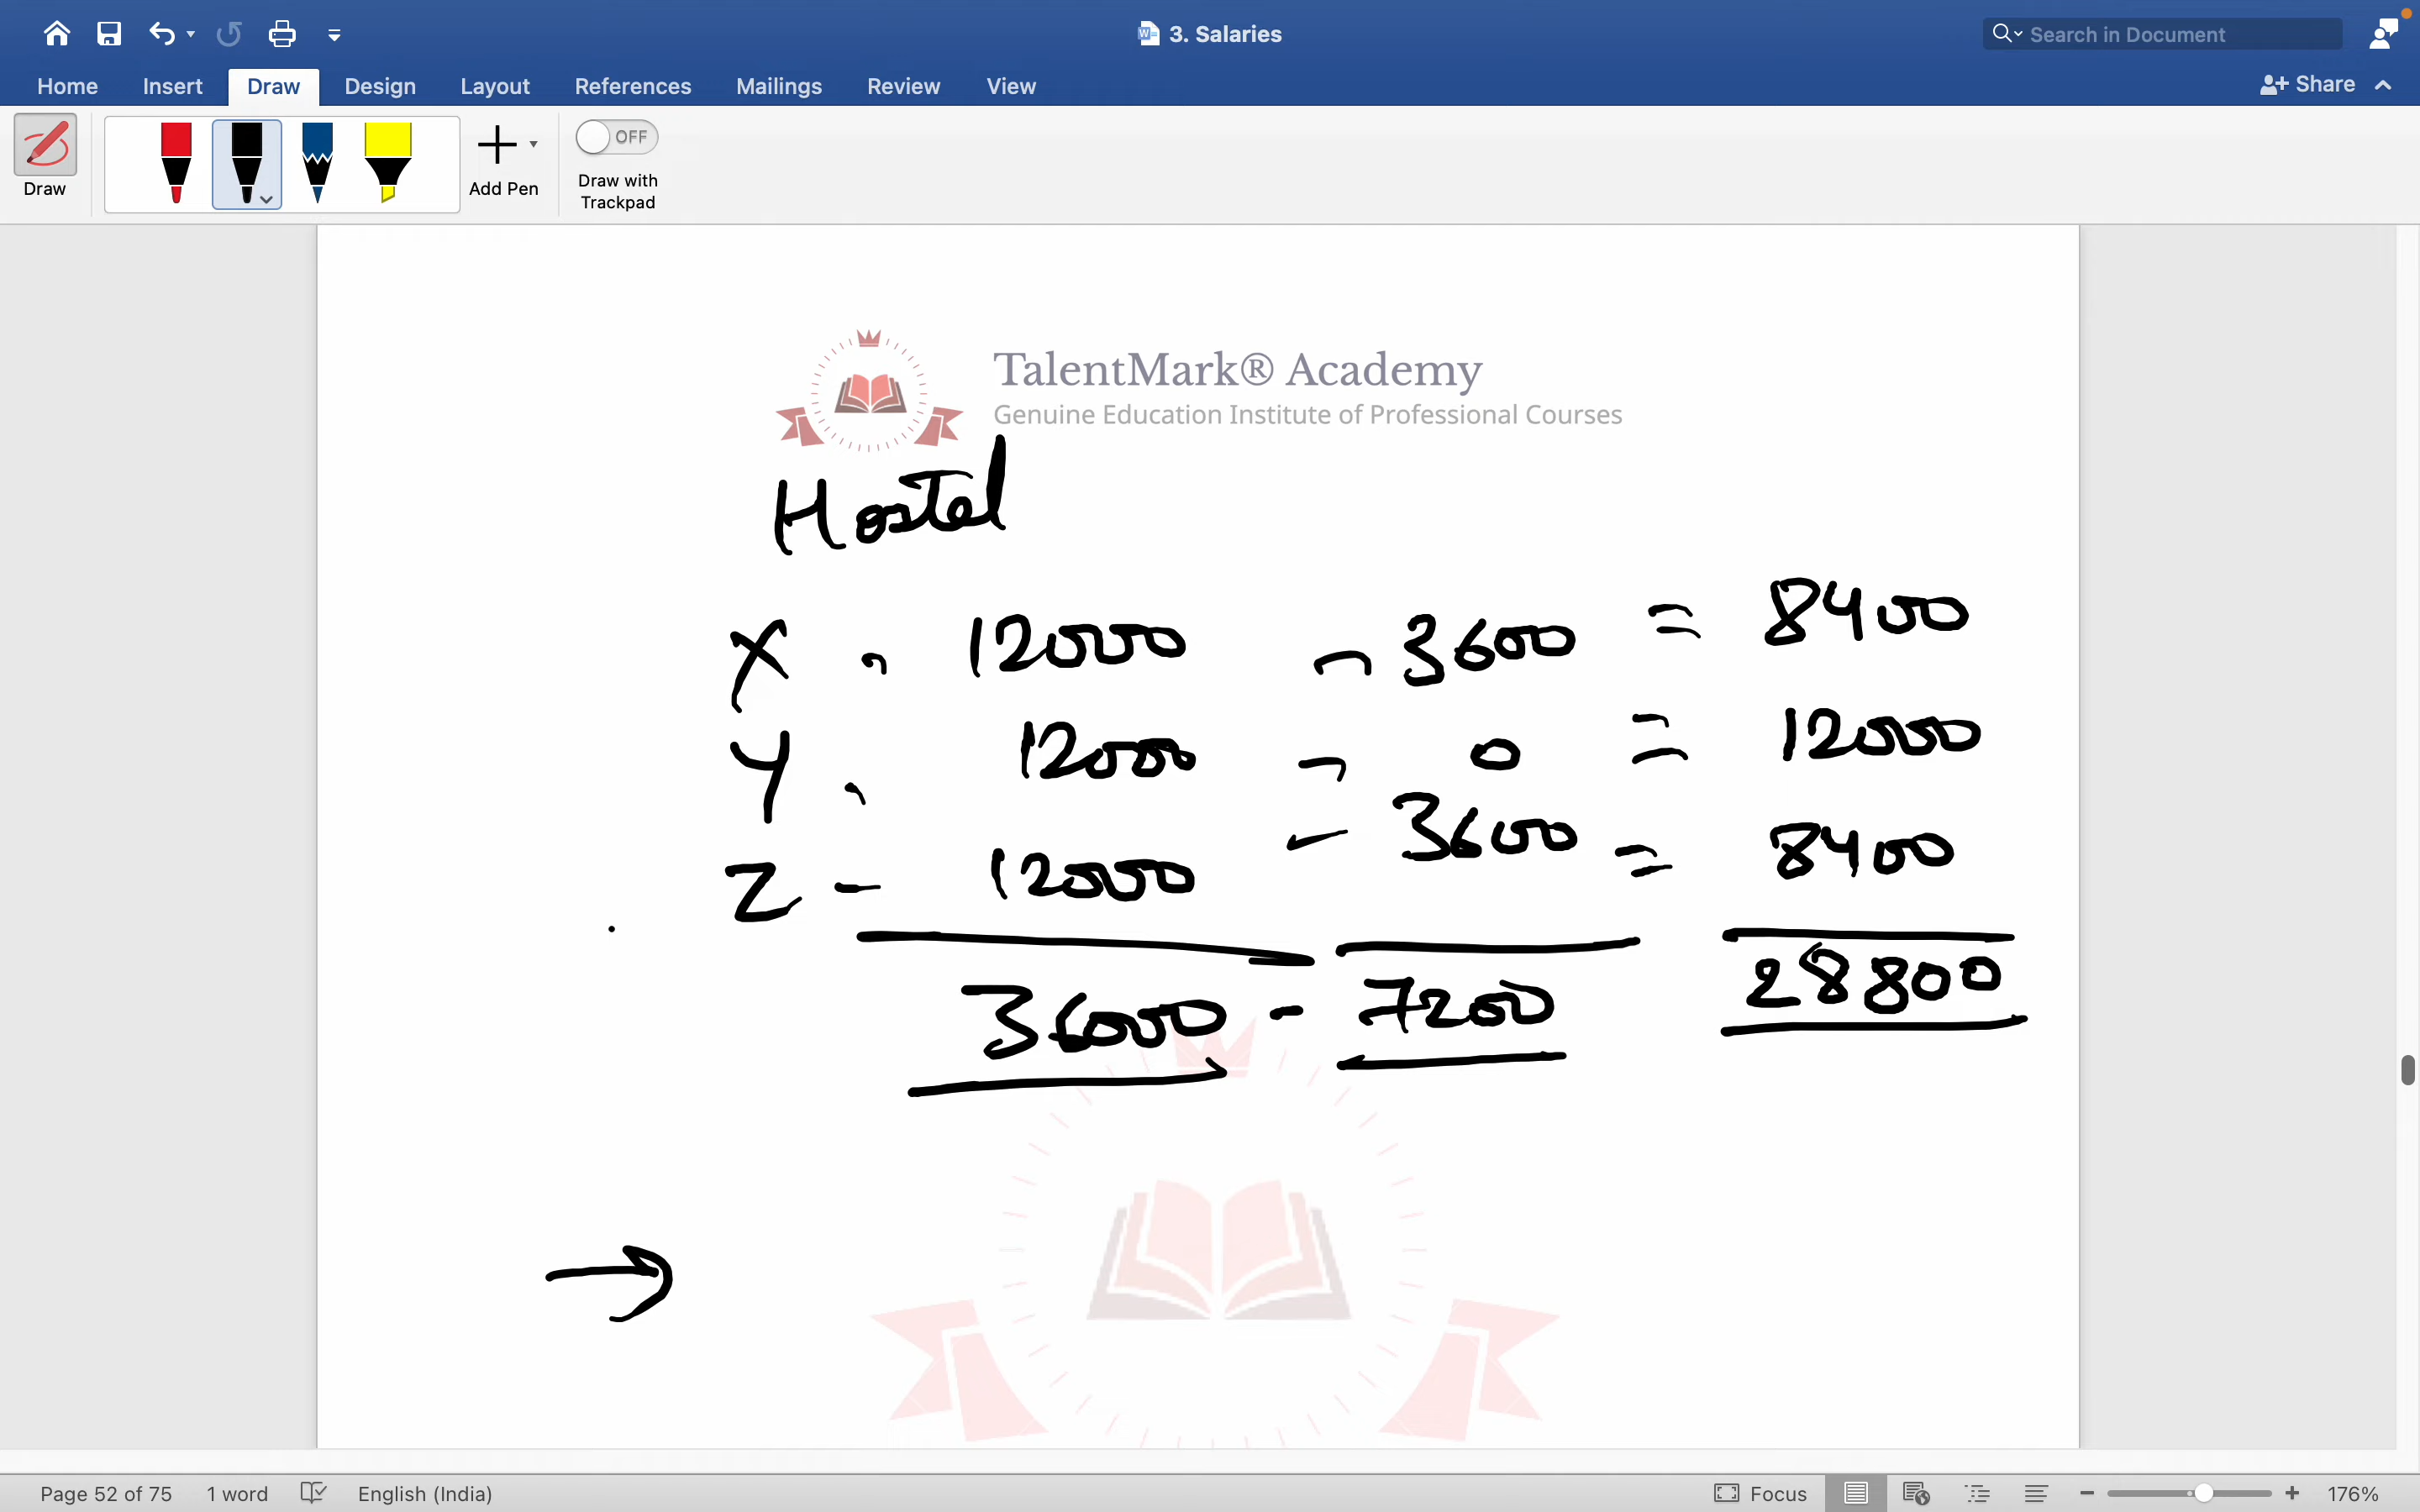 3. Salaries
Search in Document
Home Insert Draw Design Layout References Mailings Review View
Share
OFF
Draw
Add Pen
Draw with
Trackpad
TalentMark® Academy
Genuine Education Institute of Professional Courses
Hostel
X - 12000 - 3600 = 8400
Y - 12000 - 0 = 12000
Z - 12000 - 3600 = 8400
36000 - 7200 28800
Page 52 of 75 1 word English (India) Focus 176%